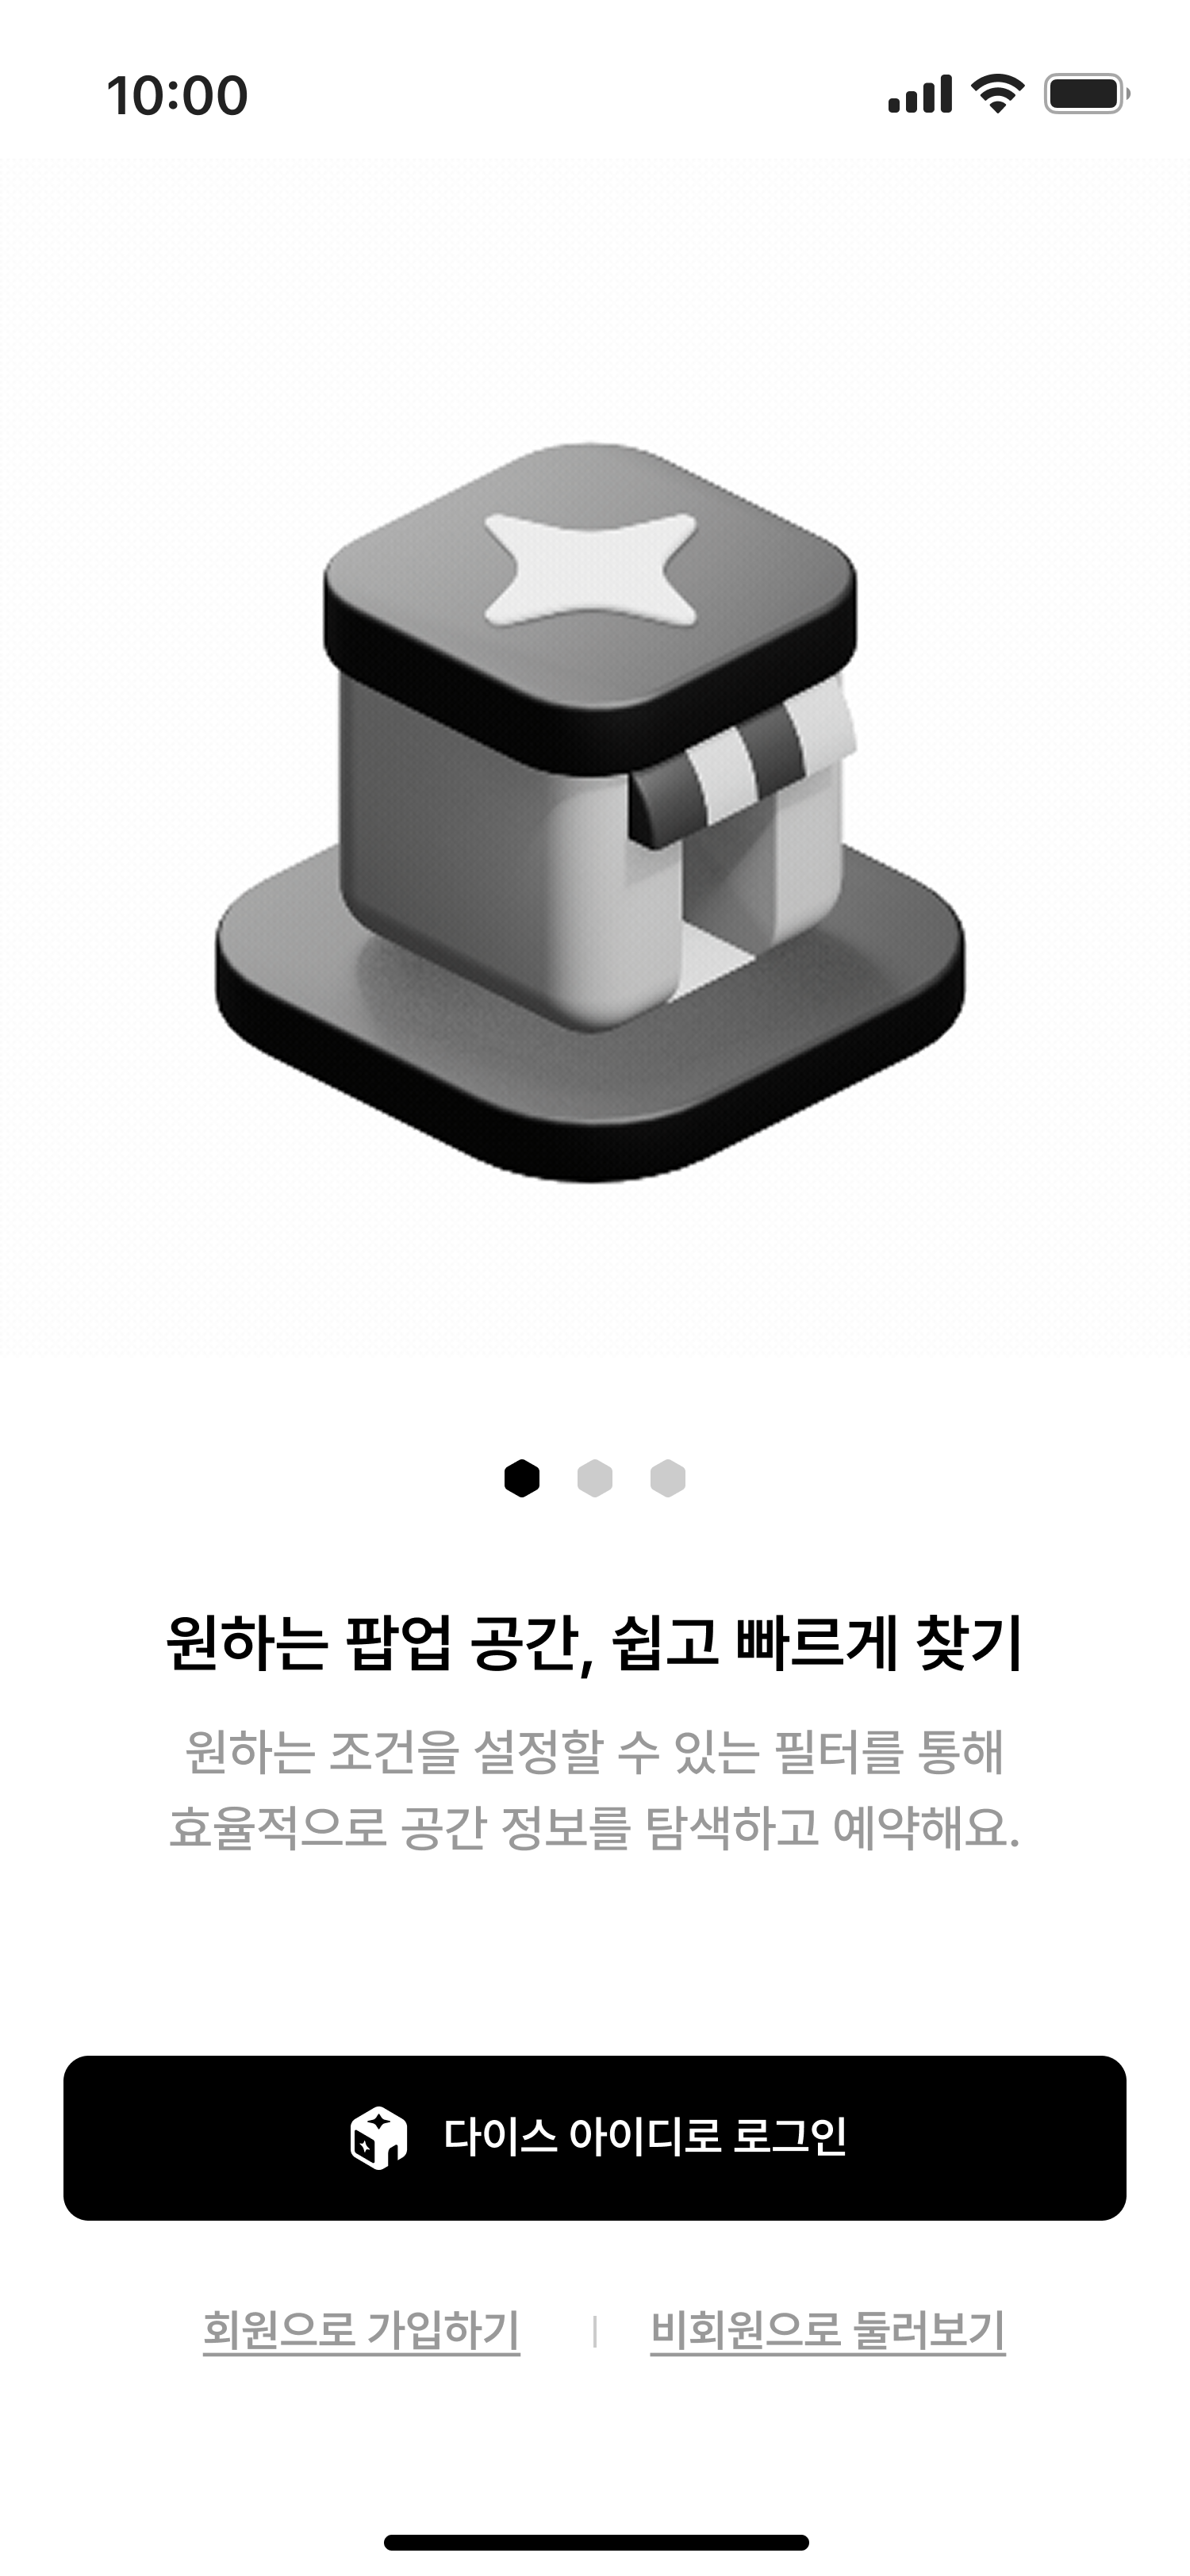 10:00
원하는 팝업 공간, 쉽고 빠르게 찾기
원하는 조건을 설정할 수 있는 필터를 통해
효율적으로 공간 정보를 탐색하고 예약해요.
다이스 아이디로 로그인
회원으로 가입하기 | 비회원으로 둘러보기